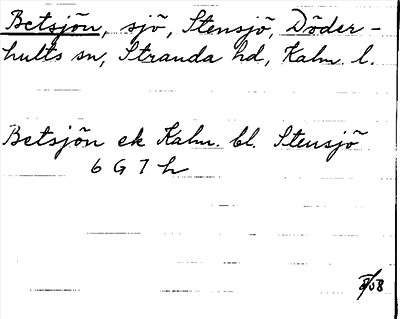 Betsjön, sjö, Stensjö, Döder-
hults sn, Stranda hd, Kalm. l.
Betsjön ek Kalm. bl. Stensjö
6 G 7 h